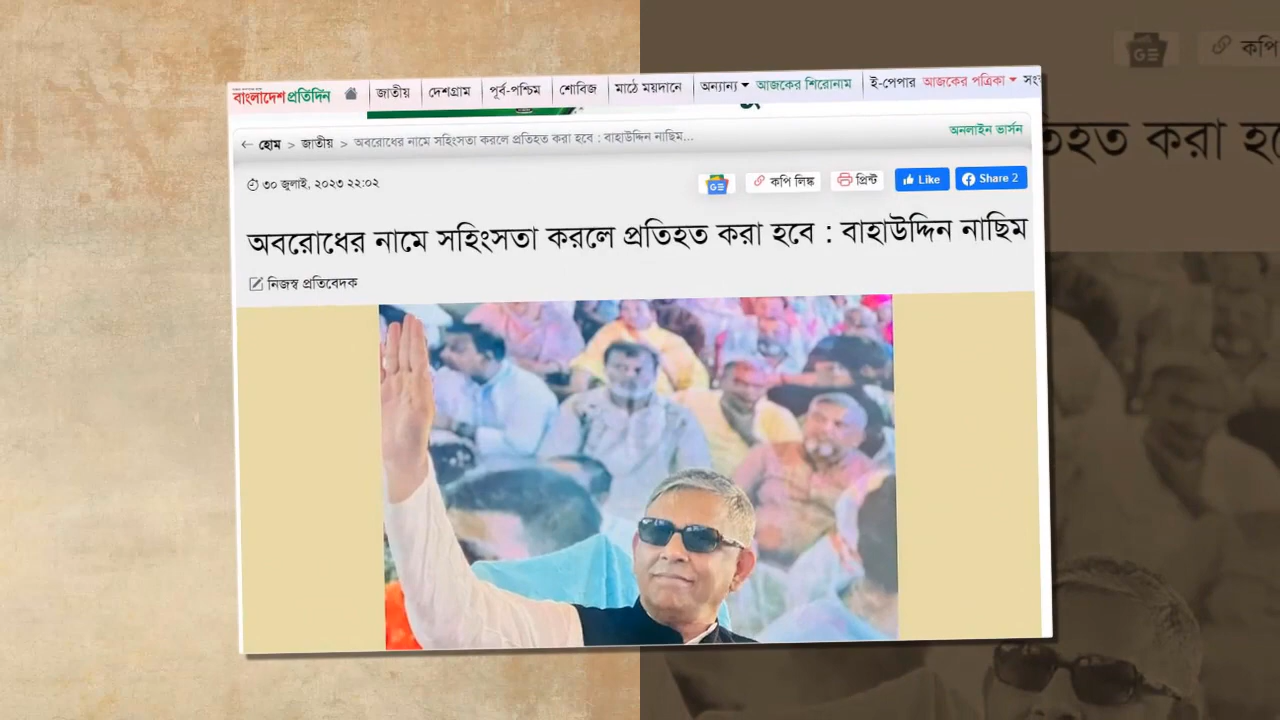 কপি
বাংলাদেশ প্রতিদিন জাতীয় দেশগ্রাম পূর্ব-পশ্চিম শোবিজ মাঠে ময়দানে অন্যান্য আজকের শিরোনাম ই-পেপার আজকের পত্রিকা
← হোম > জাতীয় > অবরোধের নামে সহিংসতা করলে প্রতিহত করা হবে : বাহাউদ্দিন নাছিম...
অনলাইন ভার্সন
৩০ জুলাই, ২০২৩ ২২:০২
কপি লিঙ্ক প্রিন্ট Like Share 2
অবরোধের নামে সহিংসতা করলে প্রতিহত করা হবে : বাহাউদ্দিন নাছিম
নিজস্ব প্রতিবেদক
করা